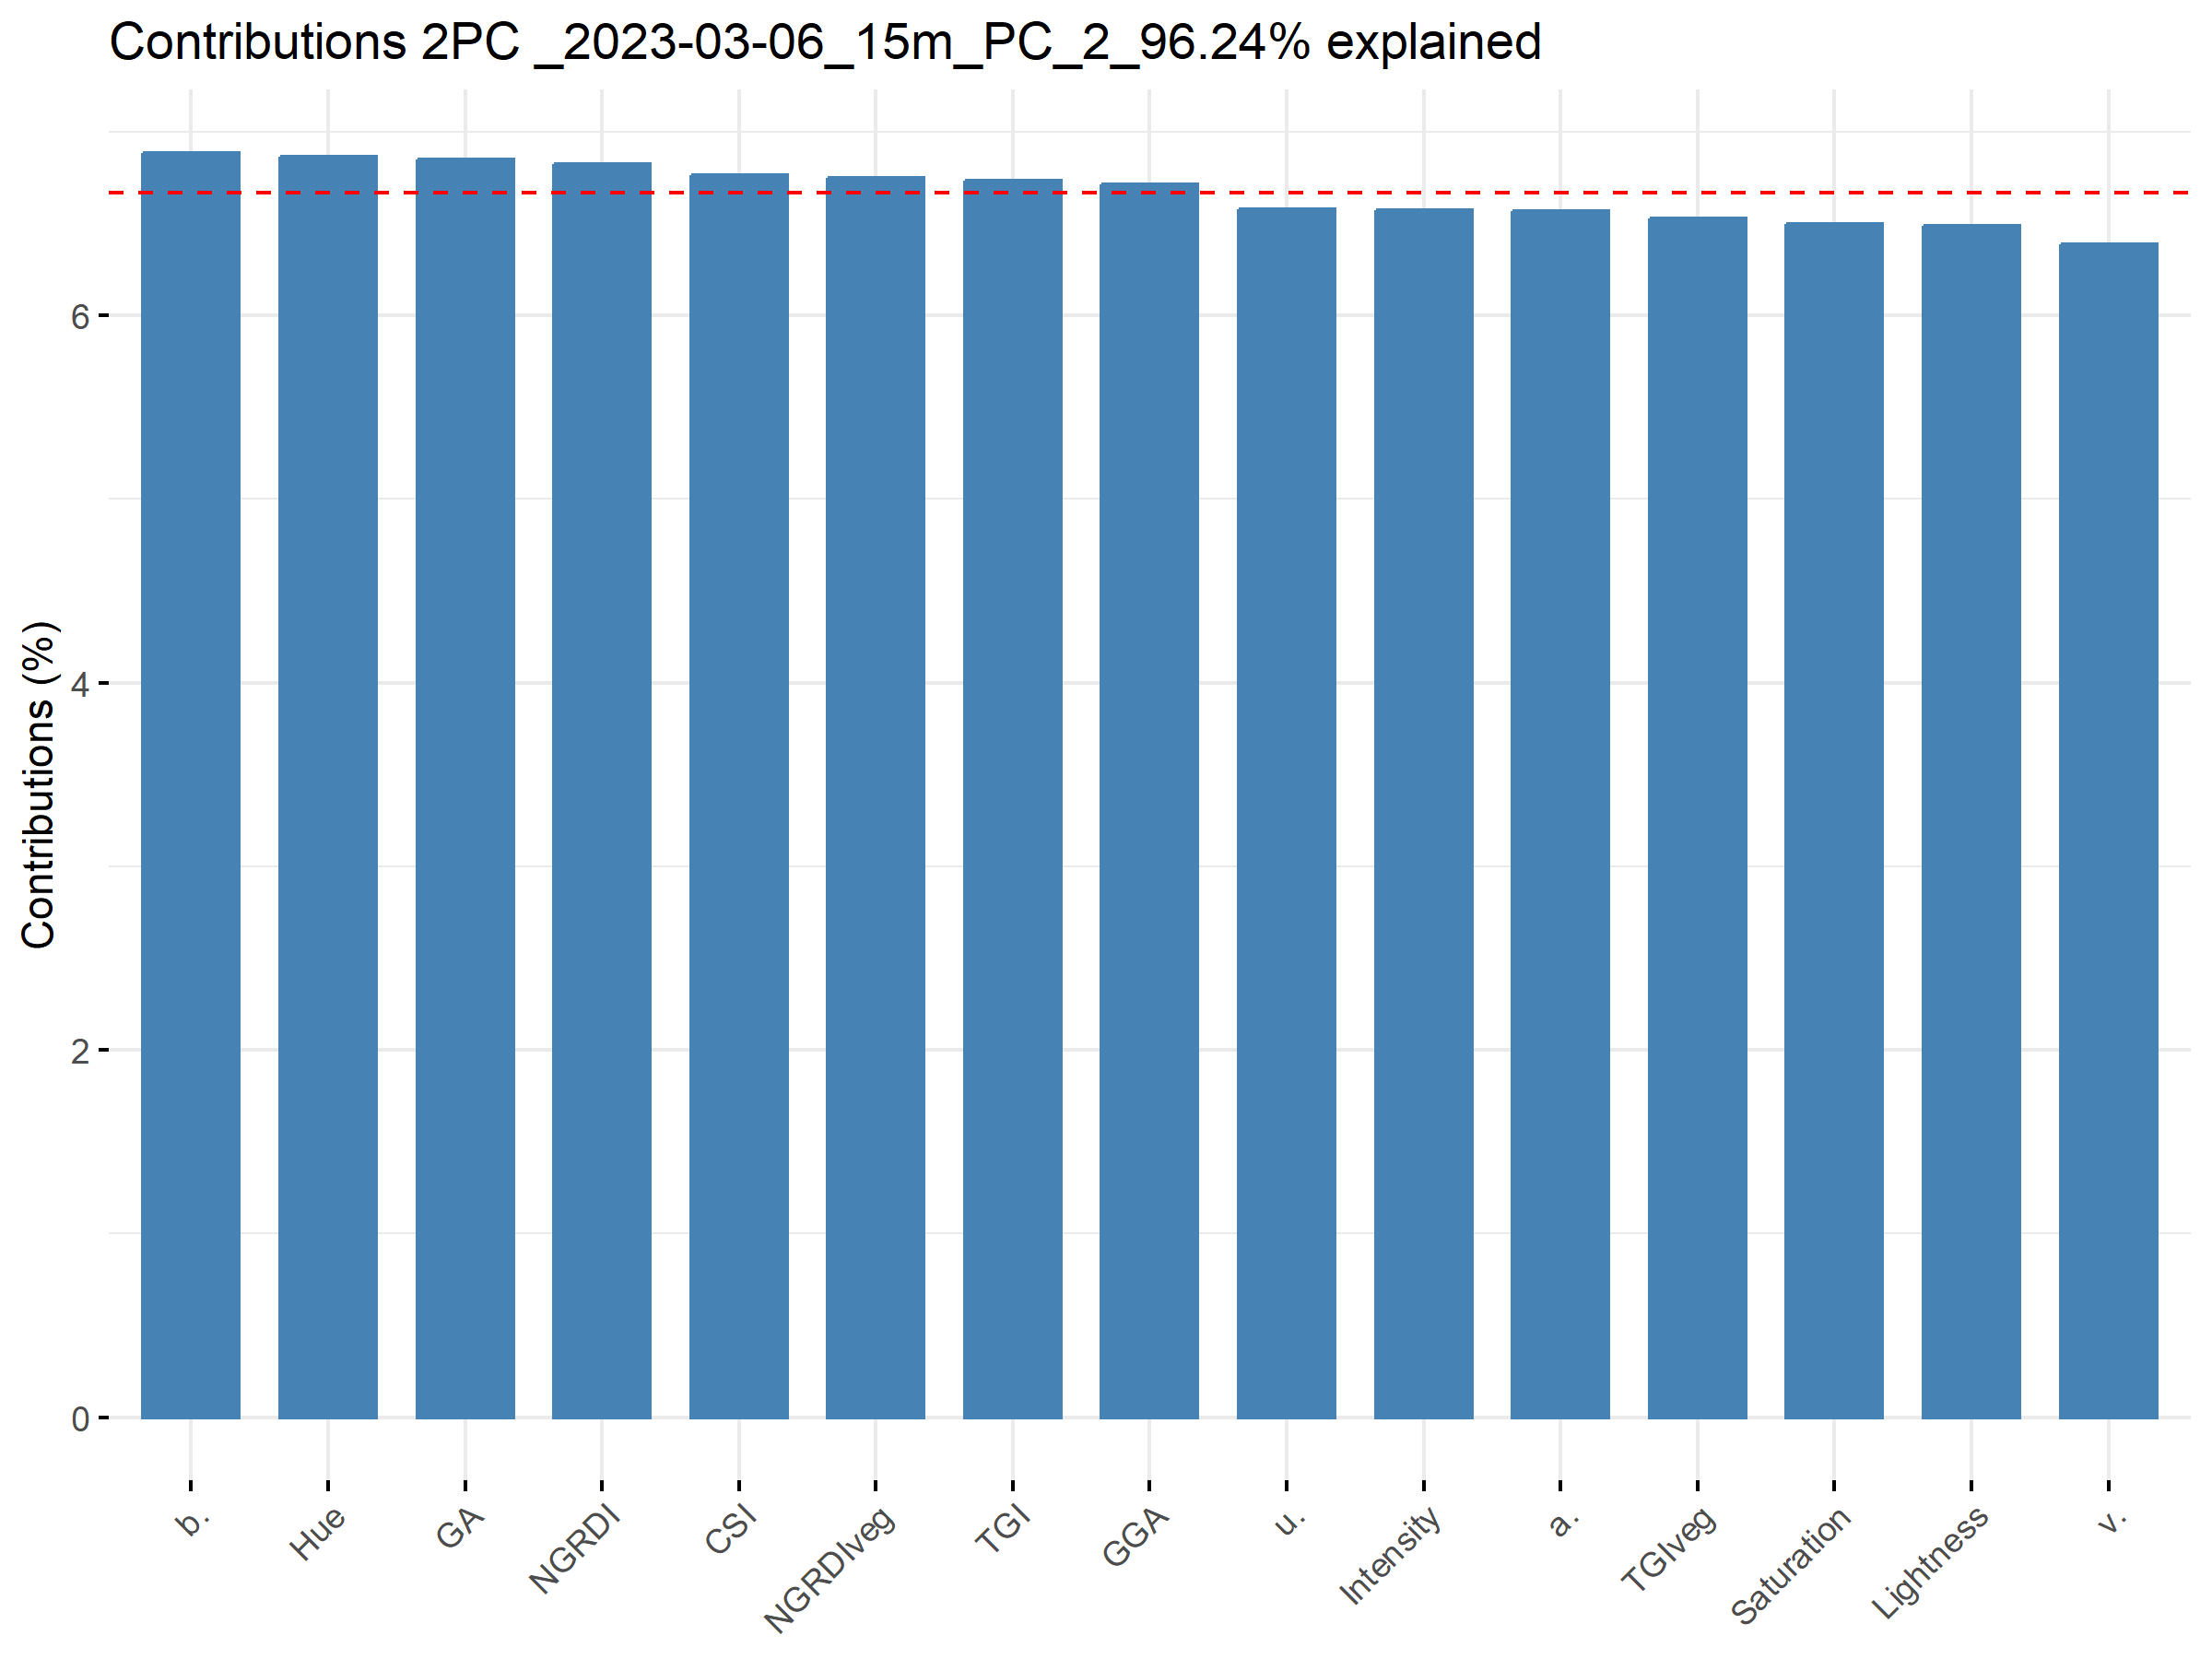 Contributions 2PC _2023-03-06_15m_PC_2_96.24% explained
Contributions (%)
6
4
2
0
b.
Hue
GA
NGRDI
CSI
NGRDIveg
TGI
GGA
u.
Intensity
a.
TGIveg
Saturation
Lightness
v.